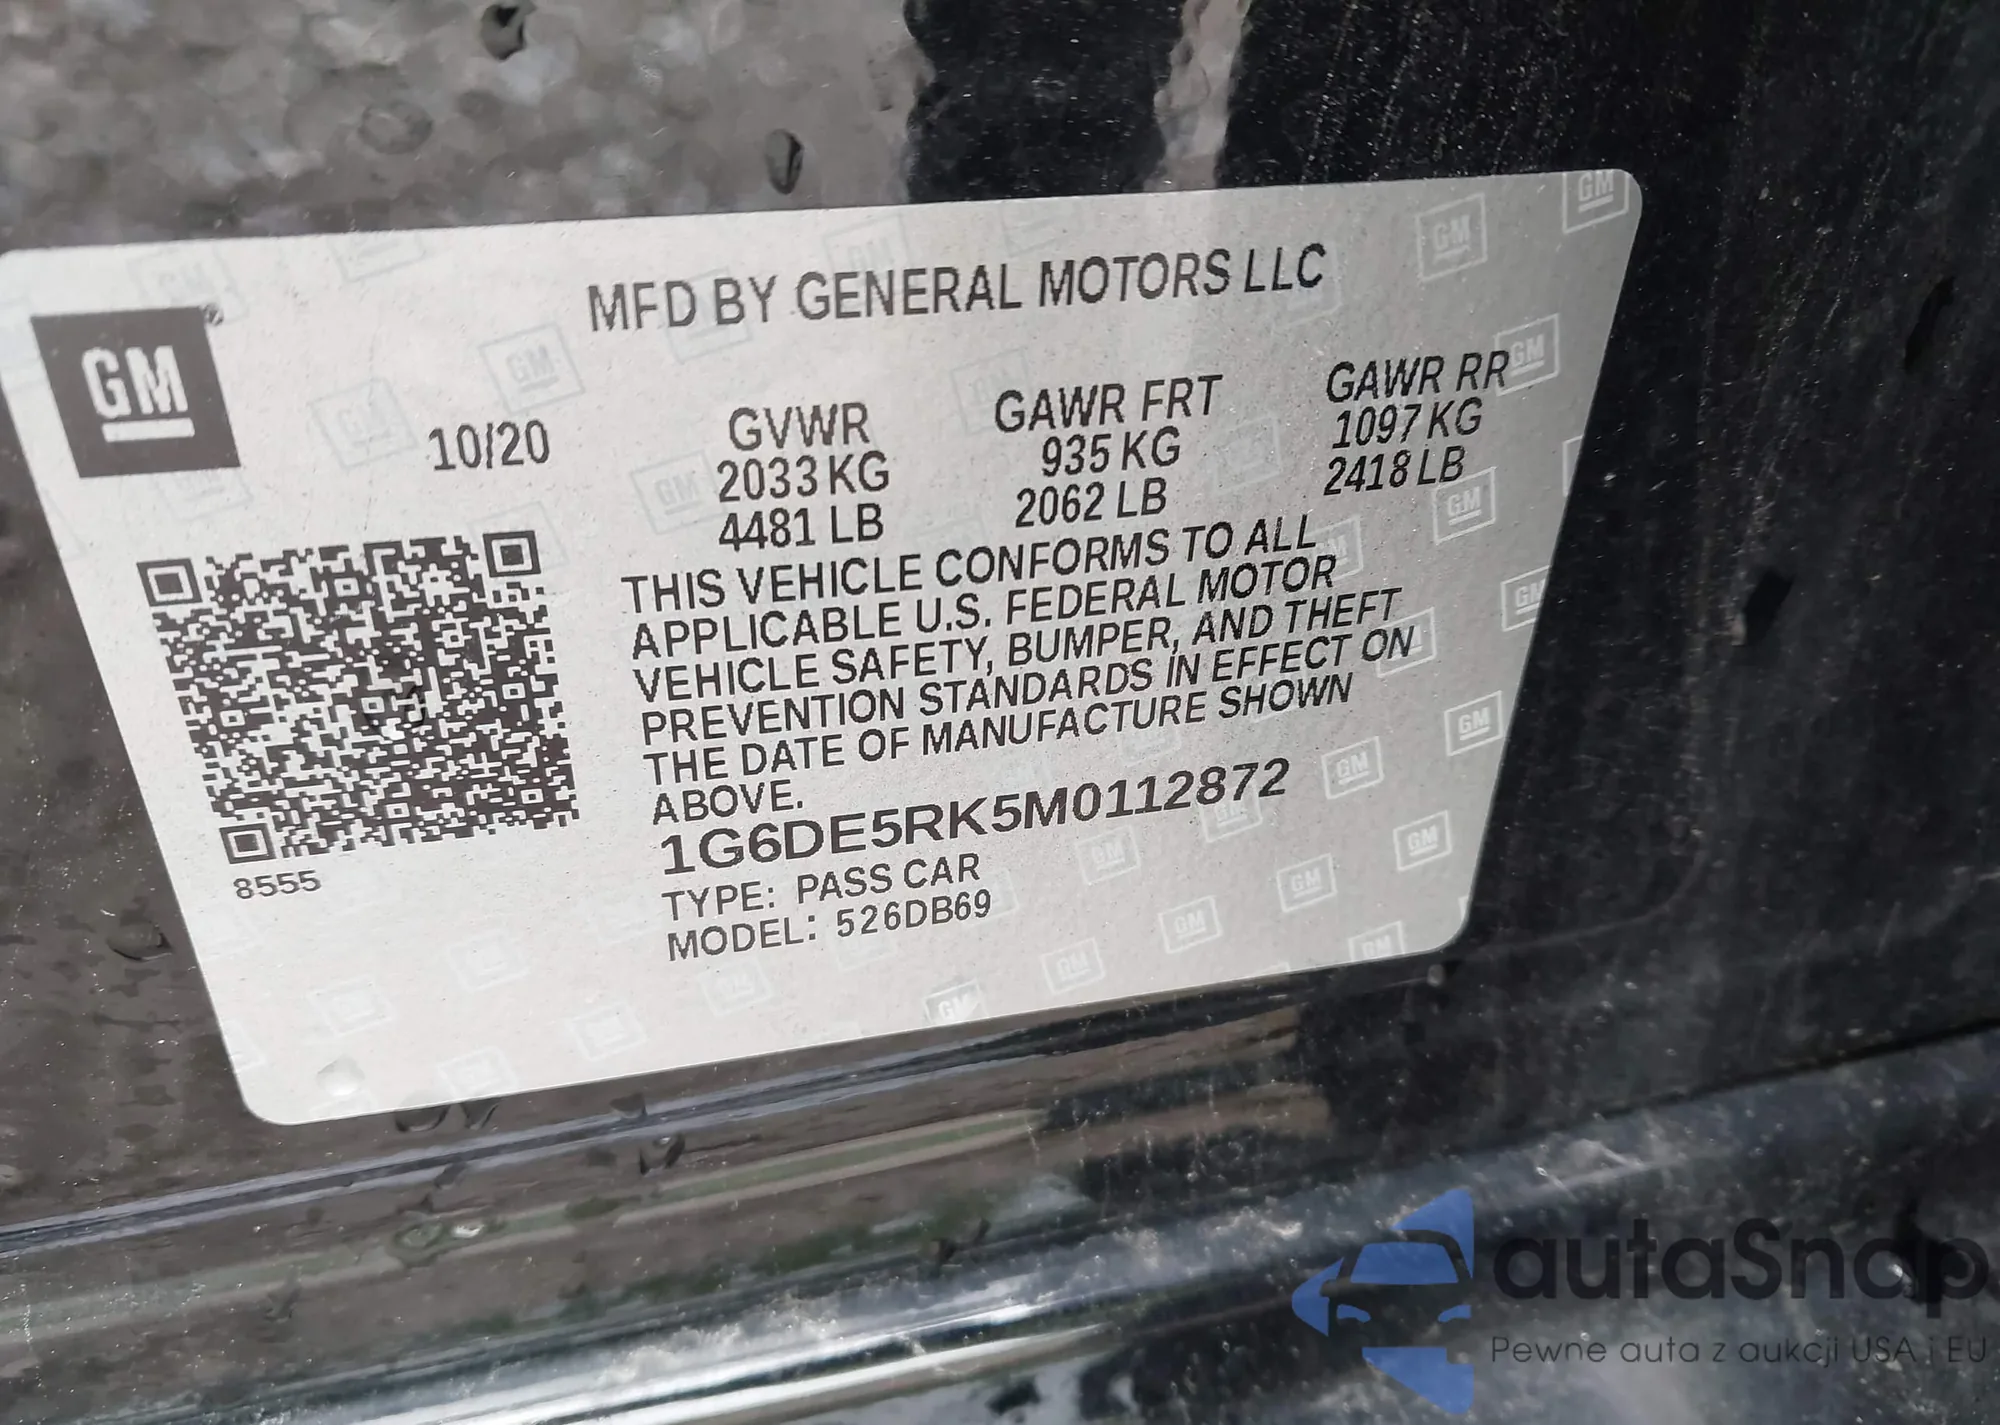 GM
MFD BY GENERAL MOTORS LLC
10/20
GVWR
2033 KG
4481 LB
GAWR FRT
935 KG
2062 LB
GAWR RR
1097 KG
2418 LB
THIS VEHICLE CONFORMS TO ALL
APPLICABLE U.S. FEDERAL MOTOR
VEHICLE SAFETY, BUMPER, AND THEFT
PREVENTION STANDARDS IN EFFECT ON
THE DATE OF MANUFACTURE SHOWN
ABOVE.
1G6DE5RK5M0112872
TYPE: PASS CAR
MODEL: 526DB69
8555
autaSnap
Pewne auta z aukcji USA i EU